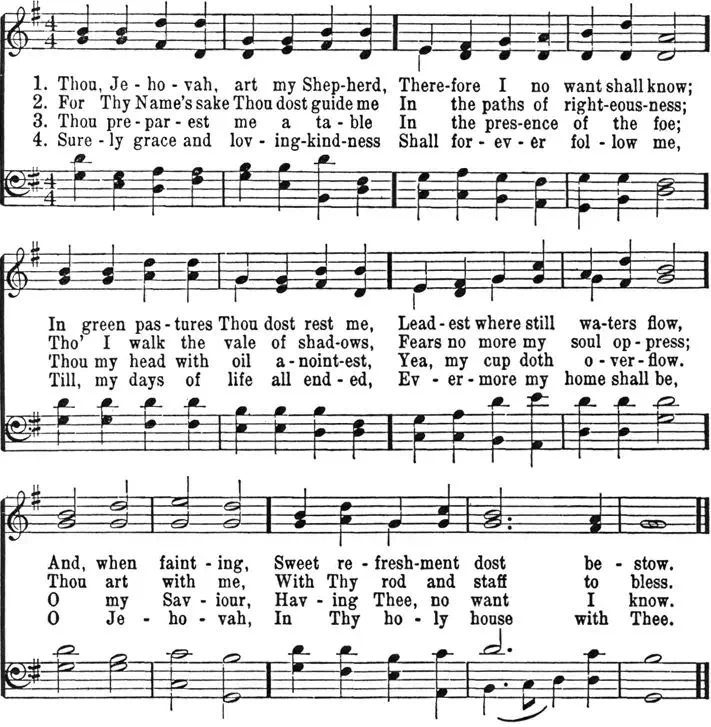 1. Thou, Je - ho - vah, art my Shep-herd, There-fore I no want shall know;
2. For Thy Name's sake Thou dost guide me In the paths of right-eous-ness;
3. Thou pre-par-est me a ta-ble In the pres-ence of the foe;
4. Sure-ly grace and lov-ing-kind-ness Shall for-ev-er fol-low me,
In green pas-tures Thou dost rest me, Lead-est where still wa-ters flow,
Tho' I walk the vale of shad-ows, Fears no more my soul op-press;
Thou my head with oil a-noint-est, Yea, my cup doth o-ver-flow.
Till, my days of life all end-ed, Ev-er-more my home shall be,
And, when faint-ing, Sweet re-fresh-ment dost be-stow.
Thou art with me, With Thy rod and staff to bless.
O my Sav-iour, Hav-ing Thee, no want I know.
O Je-ho-vah, In Thy ho-ly house with Thee.